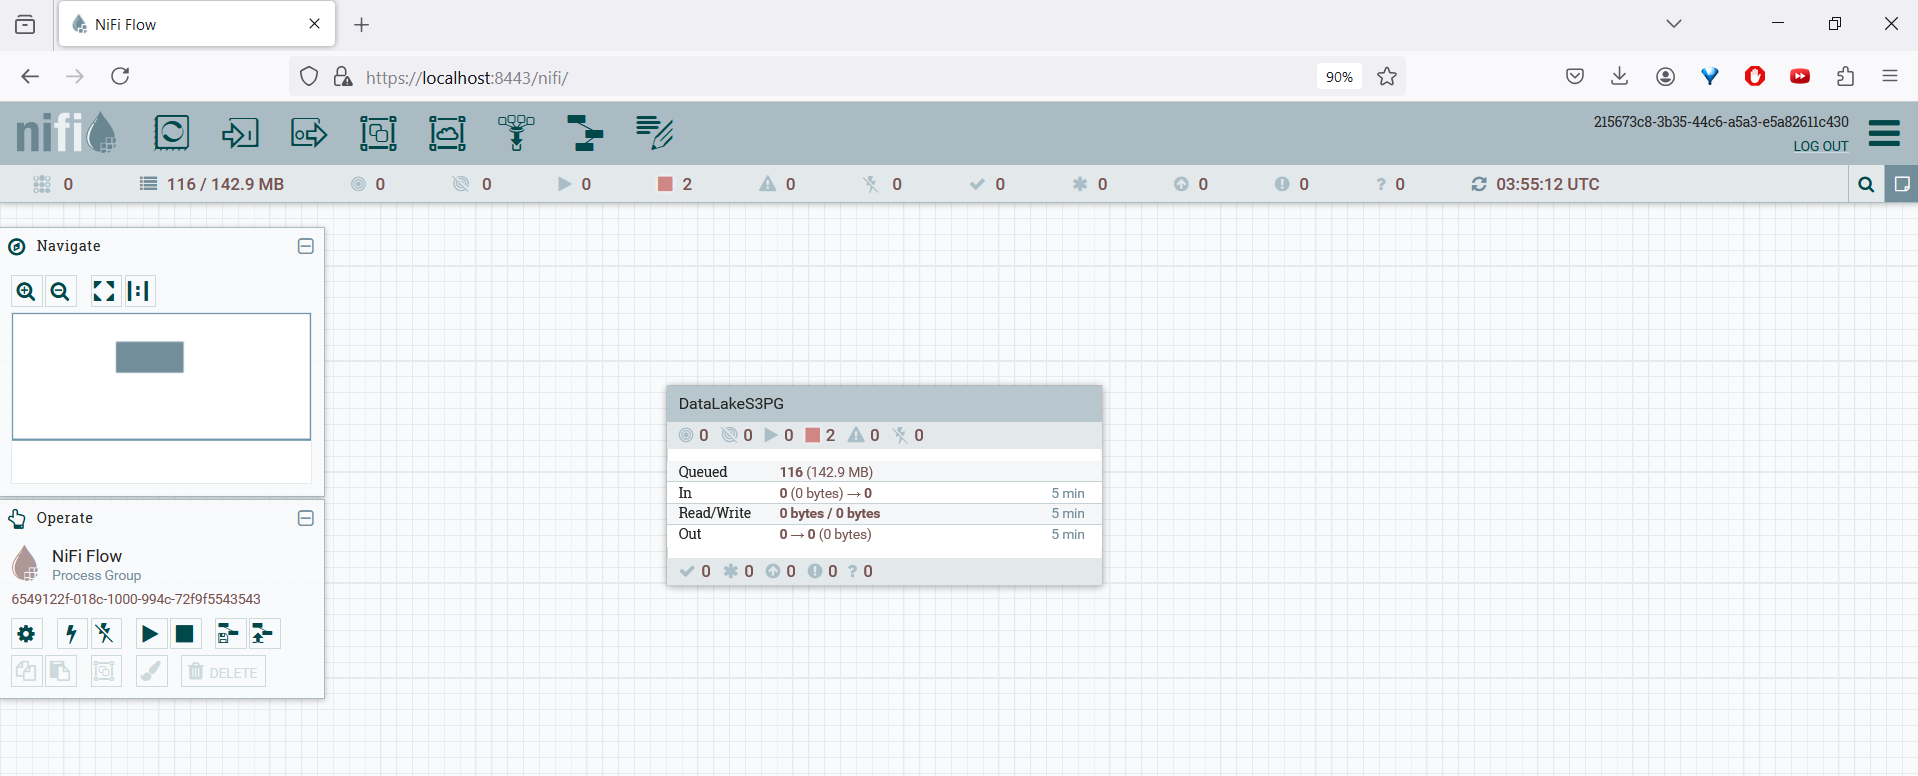 NiFi Flow
https://localhost:8443/nifi/
90%
nifi
215673c8-3b35-44c6-a5a3-e5a82611c430
LOG OUT
0
116 / 142.9 MB
0
0
0
2
0
0
0
0
0
0
?
0
03:55:12 UTC
Navigate
Operate
NiFi Flow
Process Group
6549122f-018c-1000-994c-72f9f5543543
DELETE
DataLakeS3PG
0 0 0 2 0 0
Queued 116 (142.9 MB)
In 0 (0 bytes) → 0 5 min
Read/Write 0 bytes / 0 bytes 5 min
Out 0 → 0 (0 bytes) 5 min
0 0 0 0 ? 0